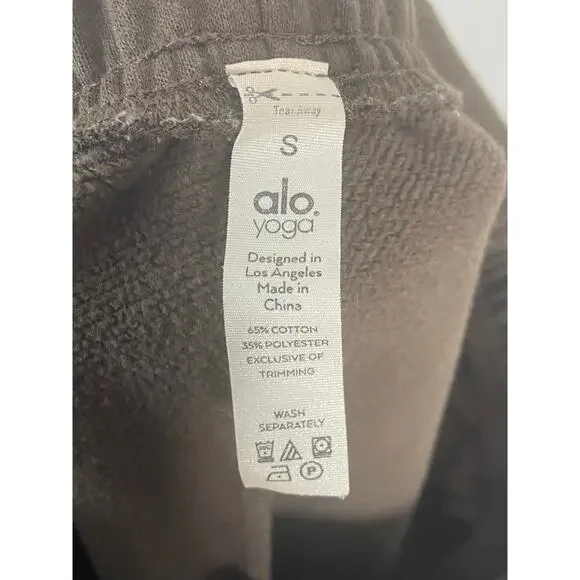 Tear Away
S
alo
yoga
Designed in
Los Angeles
Made in
China
65% COTTON
35% POLYESTER
EXCLUSIVE OF
TRIMMING
WASH
SEPARATELY
P